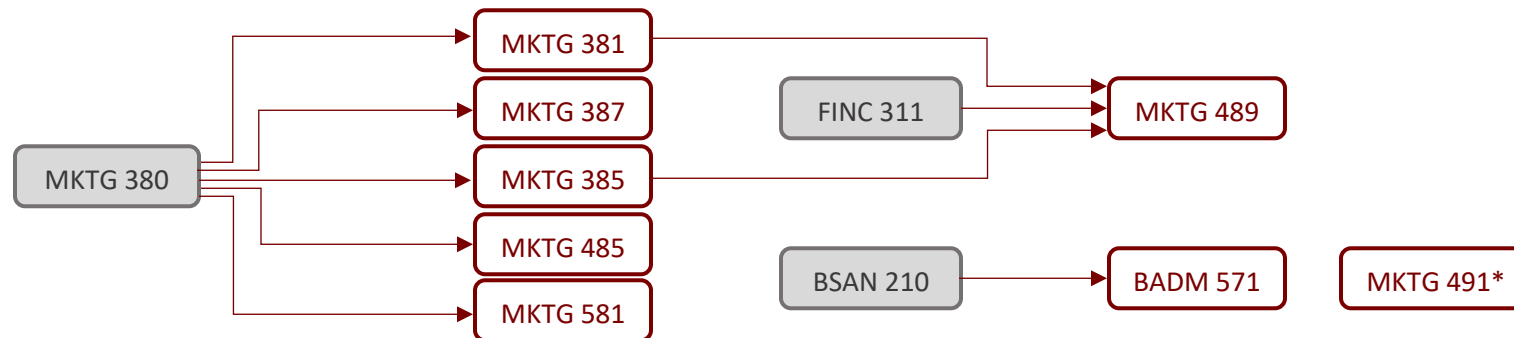 MKTG 380
MKTG 381
MKTG 387
MKTG 385
MKTG 485
MKTG 581
FINC 311
BSAN 210
MKTG 489
BADM 571
MKTG 491*